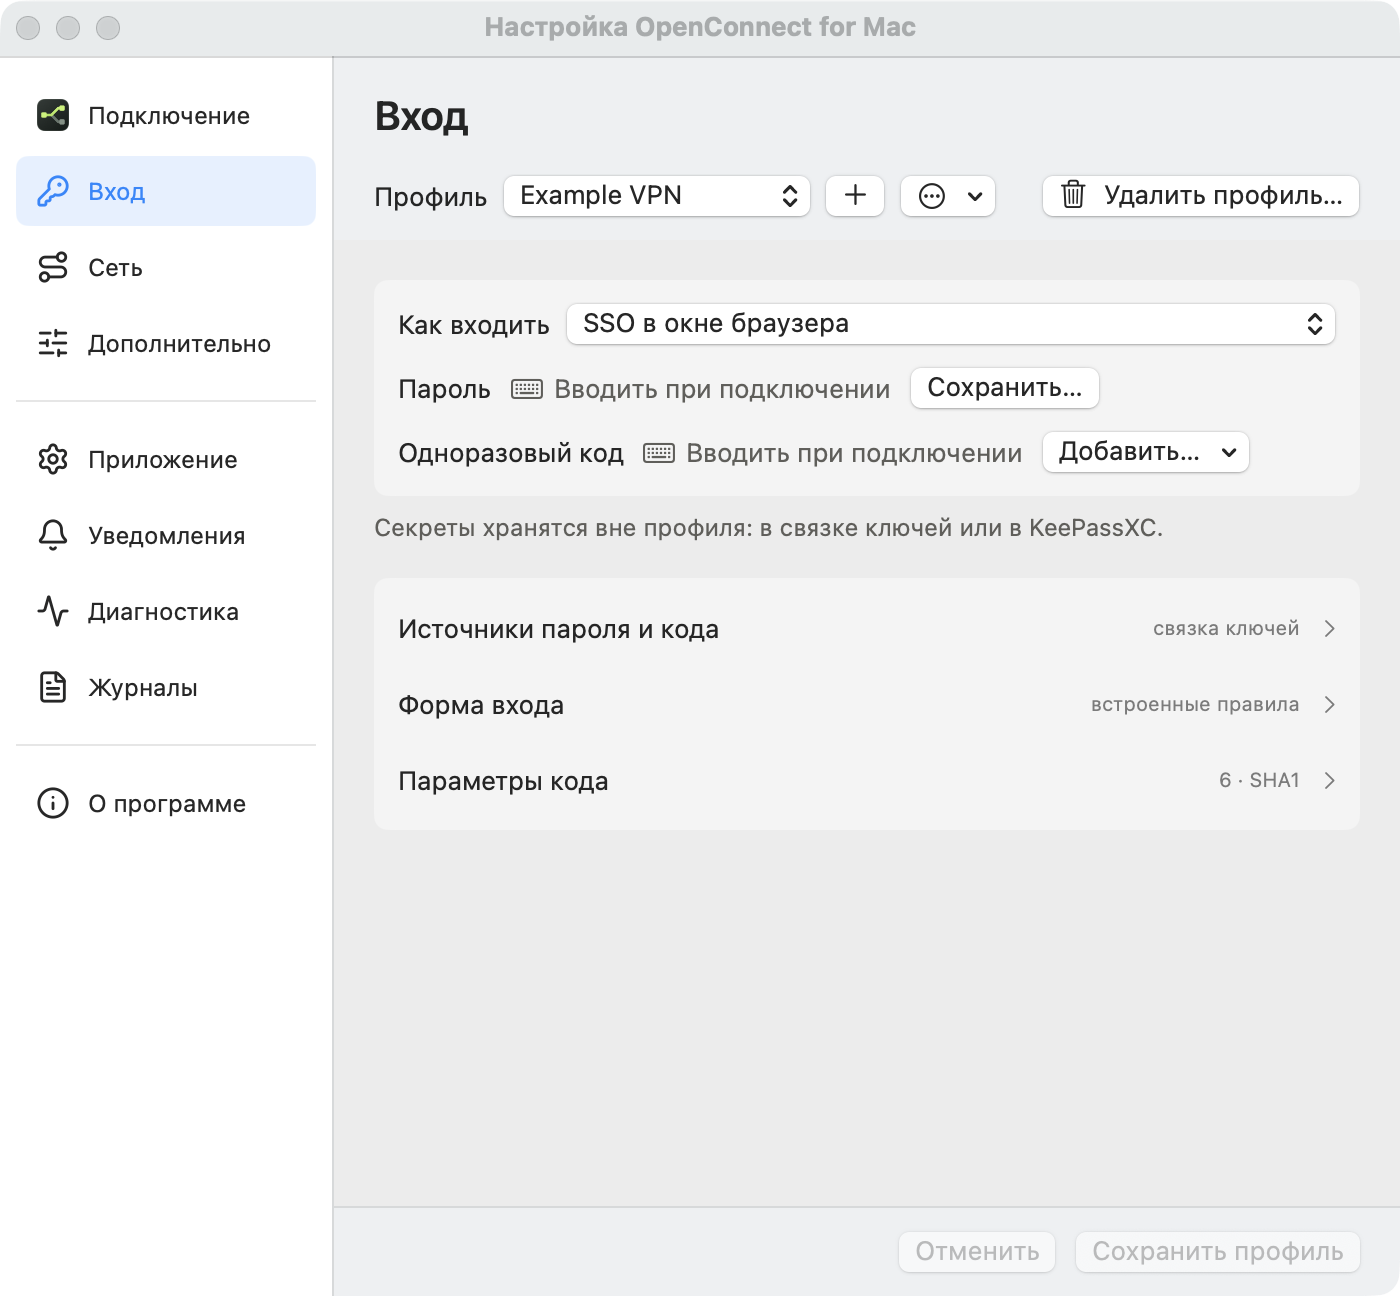 Настройка OpenConnect for Mac
Подключение
Вход
Сеть
Дополнительно
Приложение
Уведомления
Диагностика
Журналы
О программе
Вход
Профиль Example VPN Удалить профиль...
Как входить SSO в окне браузера
Пароль Вводить при подключении Сохранить...
Одноразовый код Вводить при подключении Добавить...
Секреты хранятся вне профиля: в связке ключей или в KeePassXC.
Источники пароля и кода связка ключей
Форма входа встроенные правила
Параметры кода 6 · SHA1
Отменить Сохранить профиль